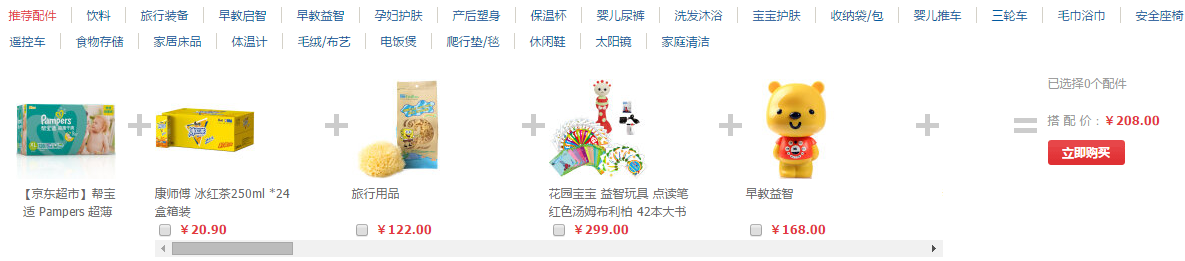 推荐配件 饮料 旅行装备 早教启智 早教益智 孕妇护肤 产后塑身 保温杯 婴儿尿裤 洗发沐浴 宝宝护肤 收纳袋/包 婴儿推车 三轮车 毛巾浴巾 安全座椅
遥控车 食物存储 家居床品 体温计 毛绒/布艺 电饭煲 爬行垫/毯 休闲鞋 太阳镜 家庭清洁
已选择0个配件
搭 配 价：￥208.00
立即购买
Pampers
帮宝适
【京东超市】帮宝
适 Pampers 超薄
康师傅 冰红茶250ml *24
盒箱装
￥20.90
旅行用品
￥122.00
花园宝宝 益智玩具 点读笔
红色汤姆布利柏 42本大书
￥299.00
早教益智
￥168.00